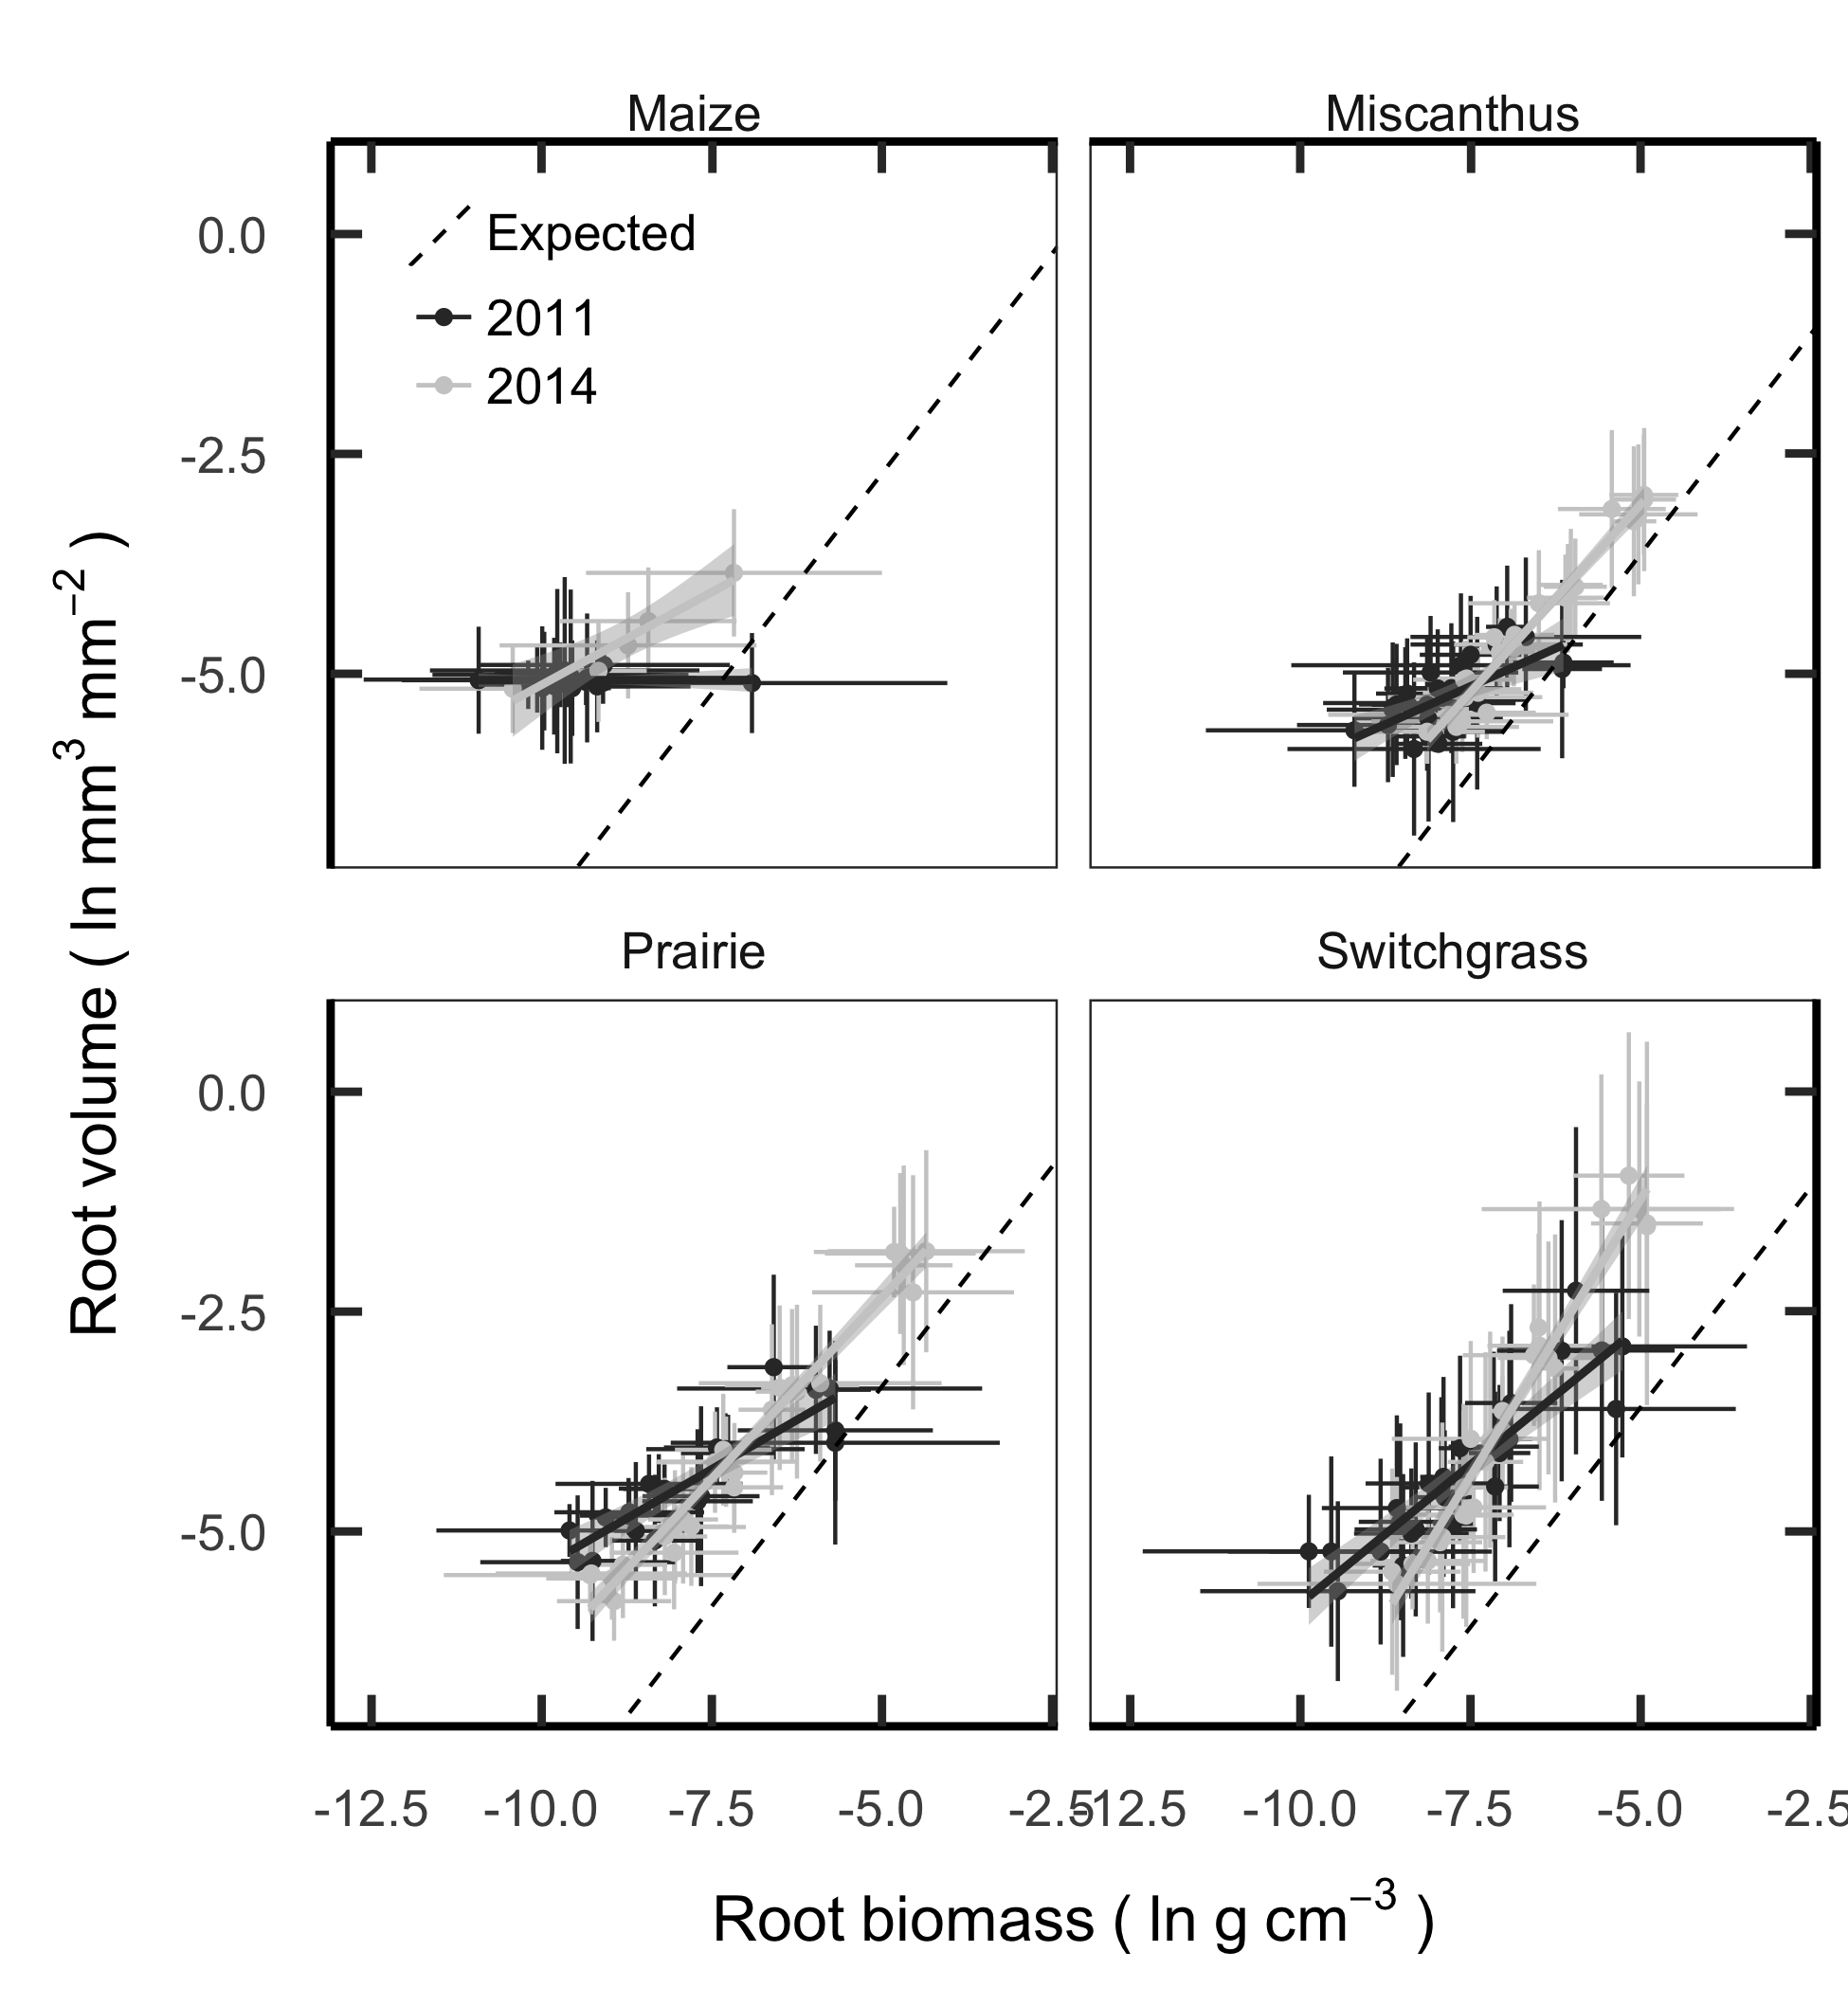 Maize Miscanthus
Expected
2011
2014
0.0
-2.5
-5.0
Prairie Switchgrass
0.0
-2.5
-5.0
Root volume ( ln mm³ mm⁻² )
-12.5 -10.0 -7.5 -5.0 -2.5 -12.5 -10.0 -7.5 -5.0 -2.5
Root biomass ( ln g cm⁻³ )